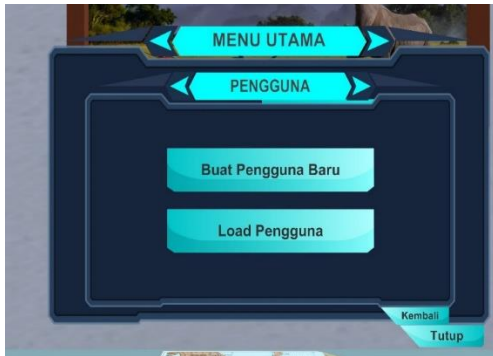 MENU UTAMA
PENGGUNA
Buat Pengguna Baru
Load Pengguna
Kembali
Tutup